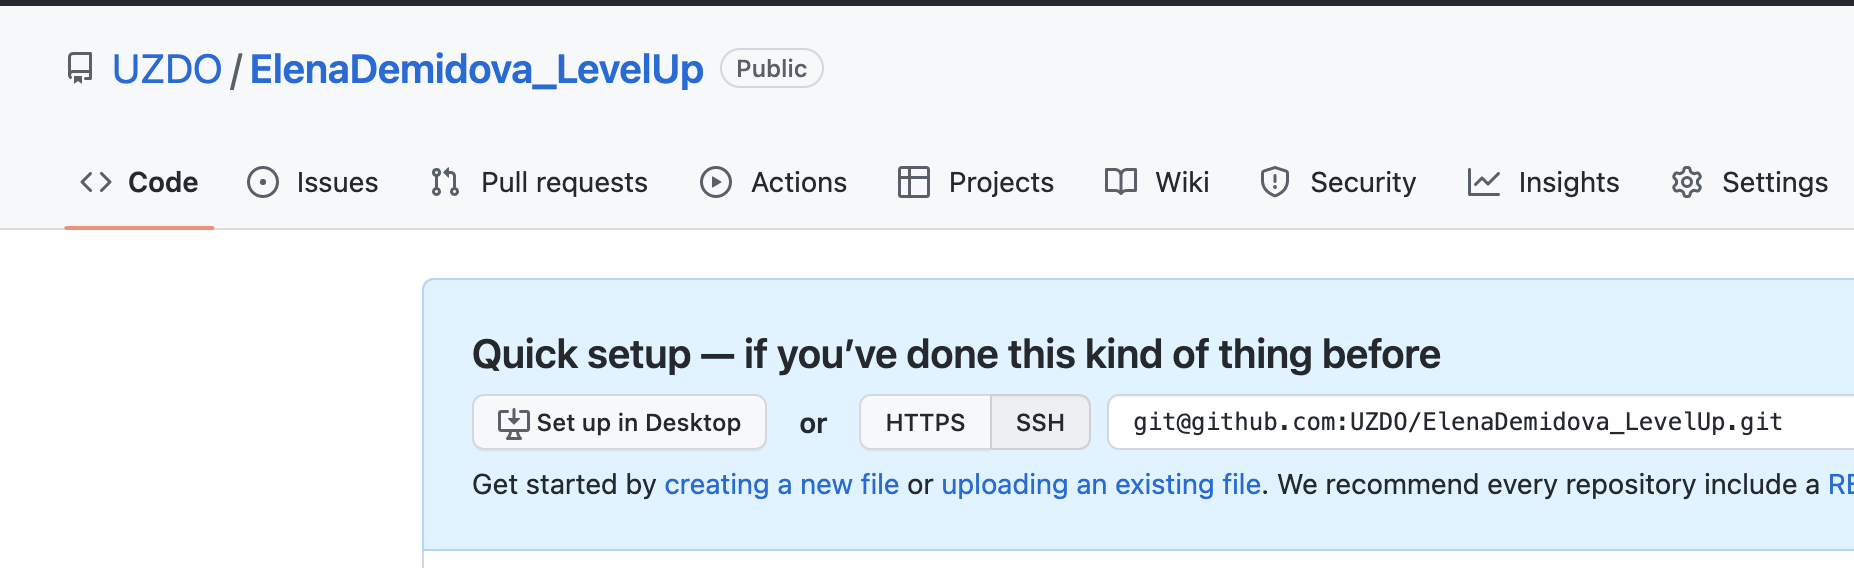 UZDO / ElenaDemidova_LevelUp Public
Code Issues Pull requests Actions Projects Wiki Security Insights Settings
Quick setup — if you’ve done this kind of thing before
Set up in Desktop or HTTPS SSH git@github.com:UZDO/ElenaDemidova_LevelUp.git
Get started by creating a new file or uploading an existing file. We recommend every repository include a